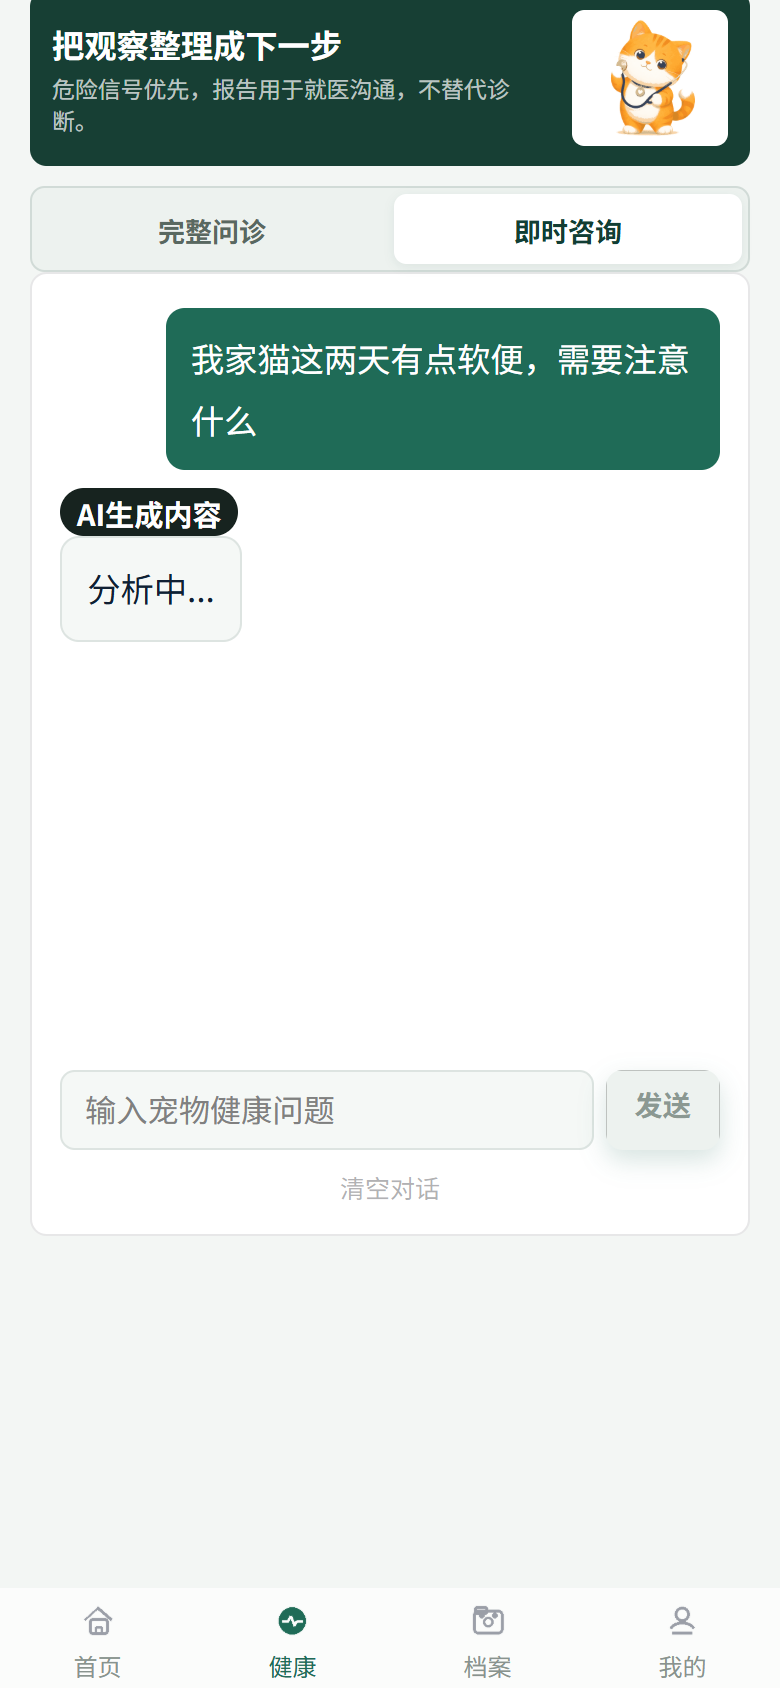 把观察整理成下一步
危险信号优先，报告用于就医沟通，不替代诊
断。
完整问诊
即时咨询
我家猫这两天有点软便，需要注意
什么
AI生成内容
分析中...
输入宠物健康问题
发送
清空对话
首页
健康
档案
我的